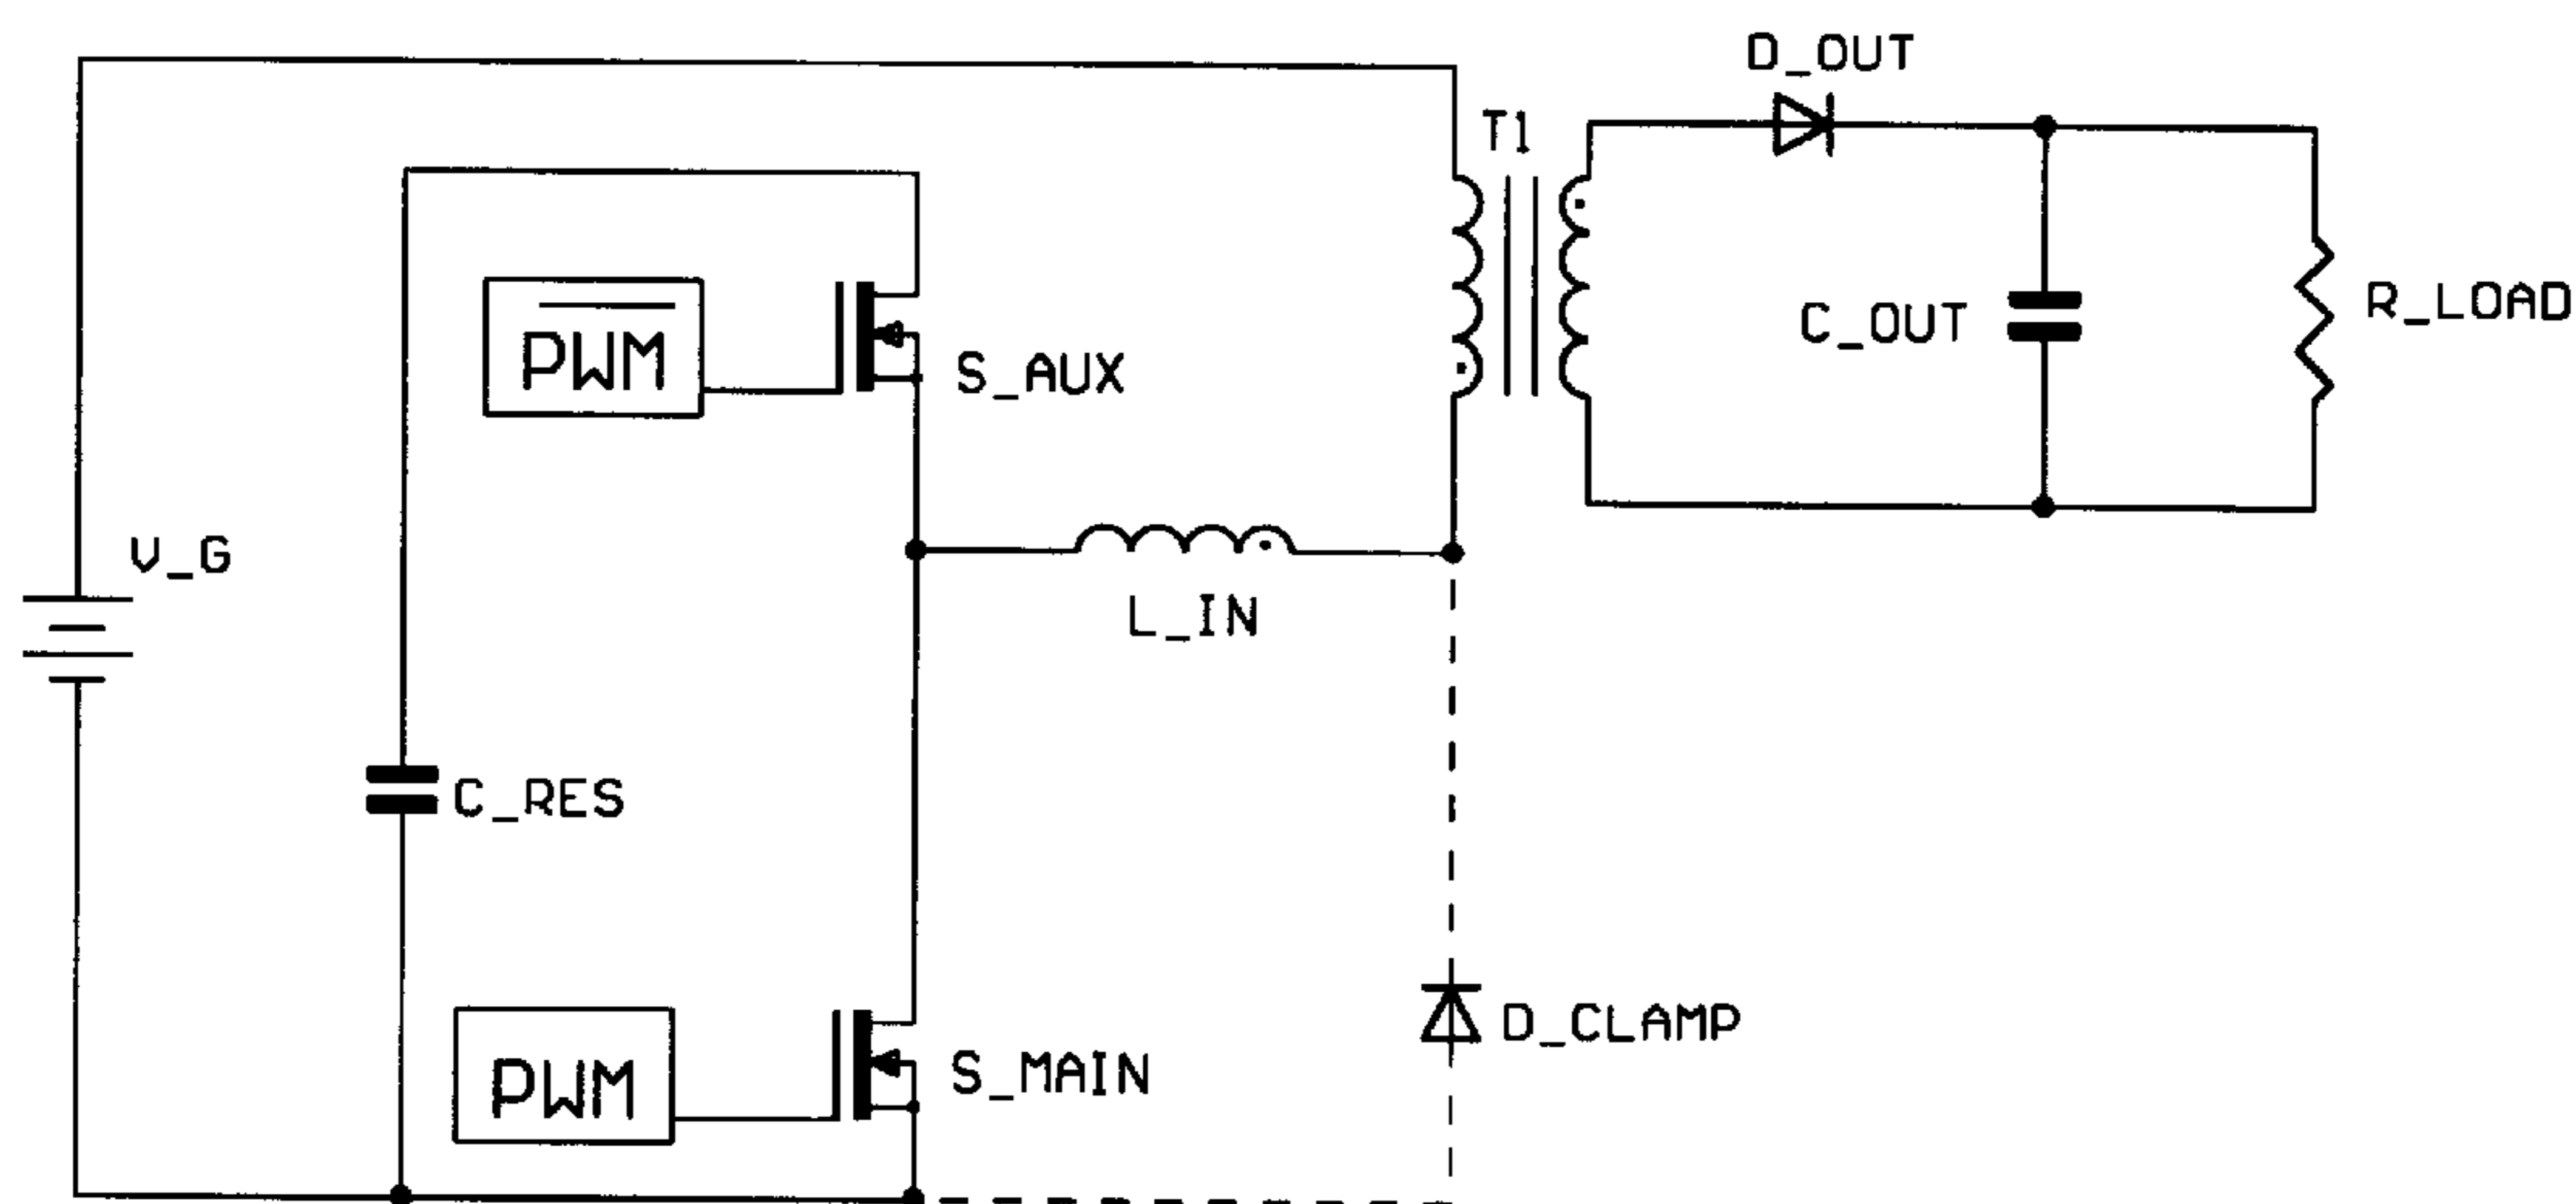 D_OUT
T1
PWM
S_AUX
C_OUT
R_LOAD
V_G
L_IN
C_RES
D_CLAMP
PWM
S_MAIN